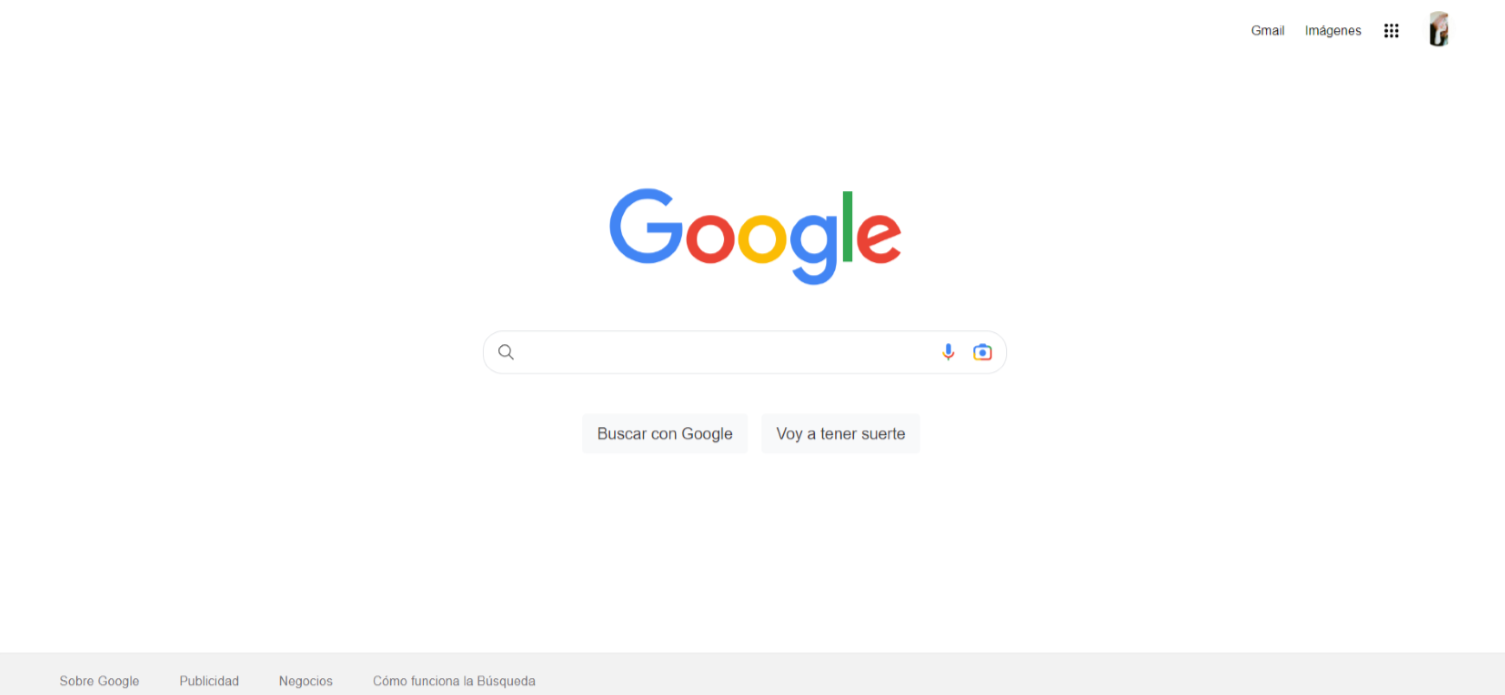 Gmail Imágenes
Google
Buscar con Google Voy a tener suerte
Sobre Google Publicidad Negocios Cómo funciona la Búsqueda